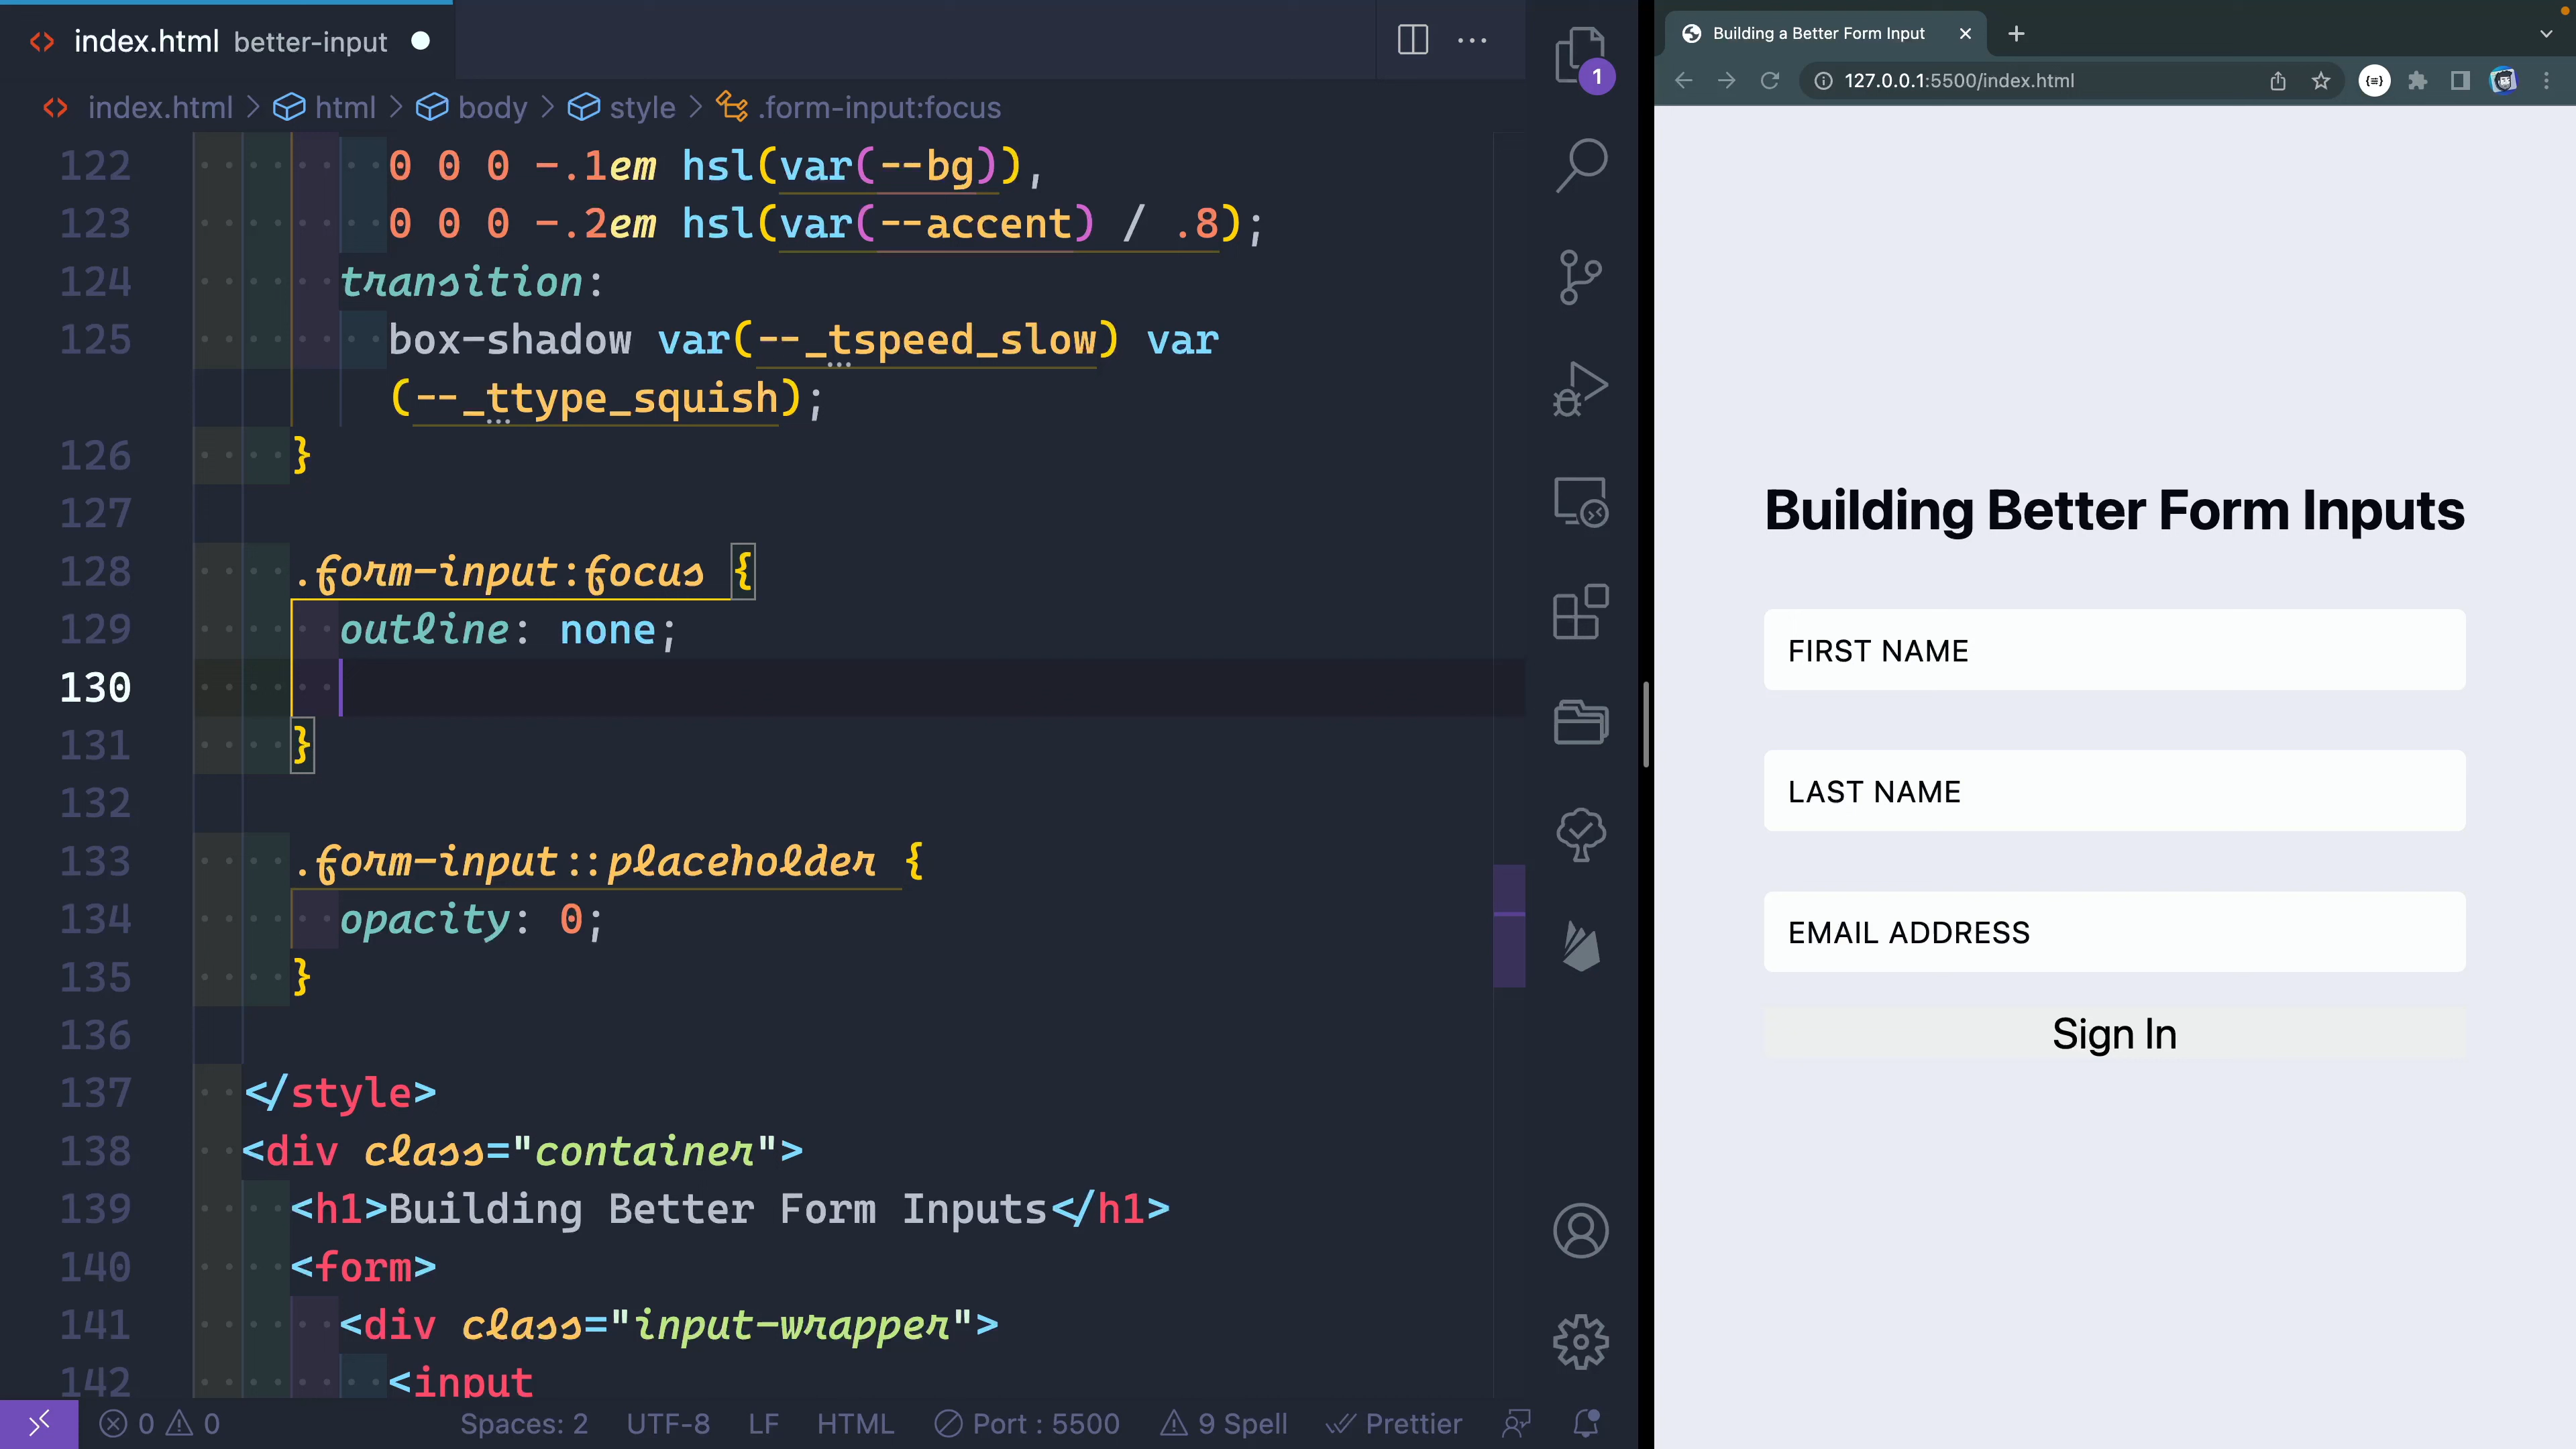 index.html better-input
index.html > html > body > style > .form-input:focus
122 0 0 0 -.1em hsl(var(--bg)),
123 0 0 0 -.2em hsl(var(--accent) / .8);
124 transition:
125 box-shadow var(--_tspeed_slow) var
(--_ttype_squish);
126 }
127
128 .form-input:focus {
129 outline: none;
130
131 }
132
133 .form-input::placeholder {
134 opacity: 0;
135 }
136
137 </style>
138 <div class="container">
139 <h1>Building Better Form Inputs</h1>
140 <form>
141 <div class="input-wrapper">
142 <input
0 0 Spaces: 2 UTF-8 LF HTML Port : 5500 9 Spell Prettier
1
Building a Better Form Input
127.0.0.1:5500/index.html
Building Better Form Inputs
FIRST NAME
LAST NAME
EMAIL ADDRESS
Sign In